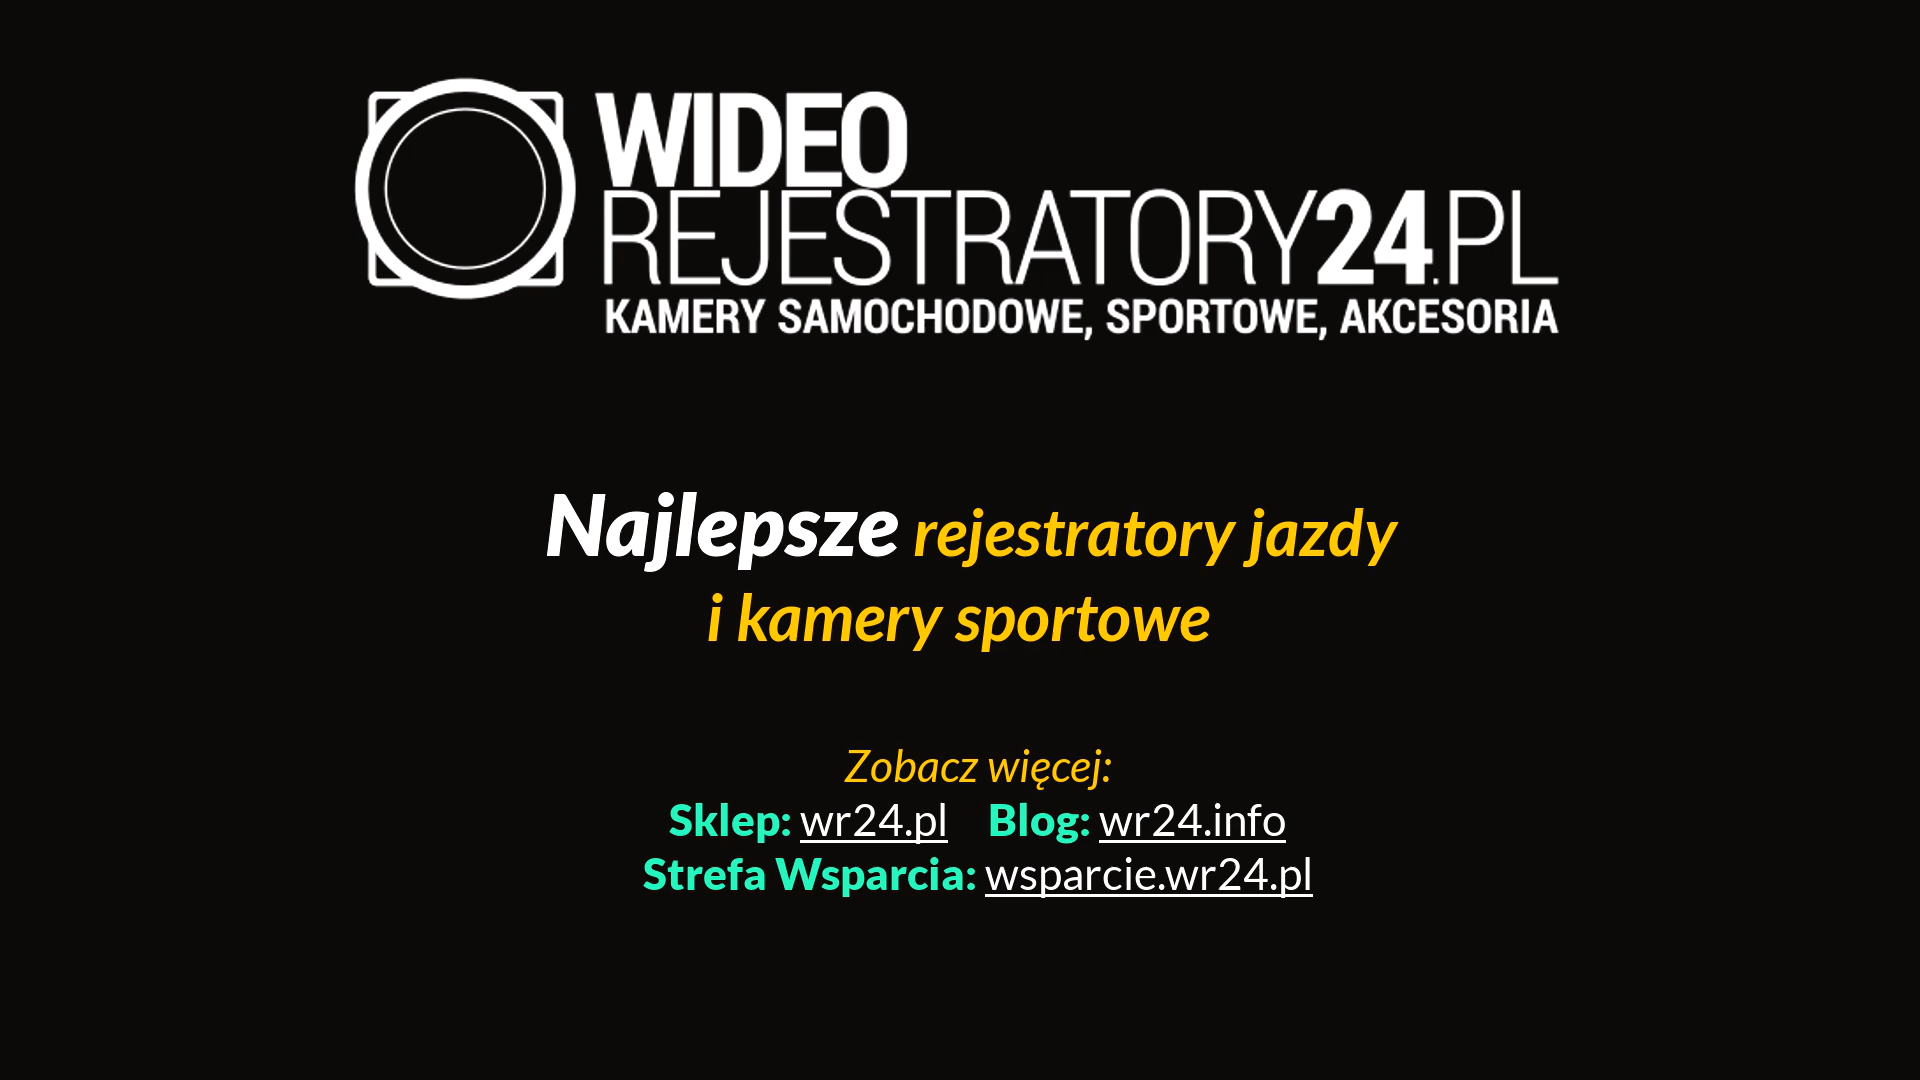 WIDEO
REJESTRATORY24.PL
KAMERY SAMOCHODOWE, SPORTOWE, AKCESORIA
Najlepsze rejestratory jazdy
i kamery sportowe
Zobacz więcej:
Sklep: wr24.pl Blog: wr24.info
Strefa Wsparcia: wsparcie.wr24.pl